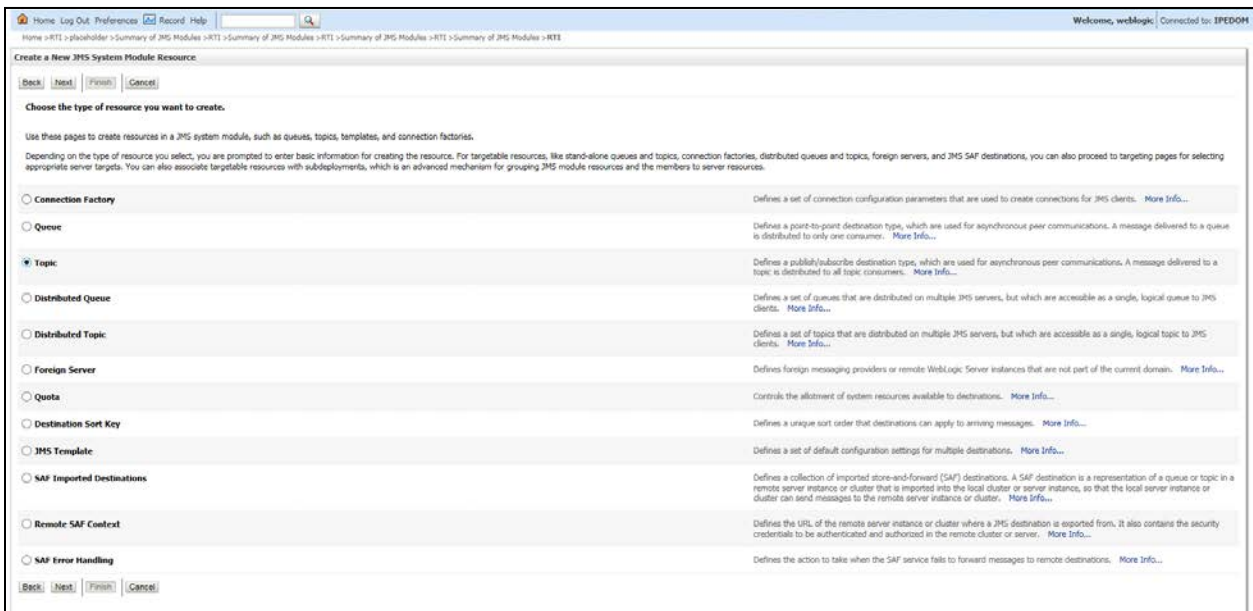 Home Log Out Preferences Record Help
Welcome, weblogic Connected to: IPEDOM
Home >RTI >placeholder >Summary of JMS Modules >RTI >Summary of JMS Modules >RTI >Summary of JMS Modules >RTI >Summary of JMS Modules >RTI
Create a New JMS System Module Resource
Back Next Finish Cancel
Choose the type of resource you want to create.
Use these pages to create resources in a JMS system module, such as queues, topics, templates, and connection factories.
Depending on the type of resource you select, you are prompted to enter basic information for creating the resource. For targetable resources, like stand-alone queues and topics, connection factories, distributed queues and topics, foreign servers, and JMS SAF destinations, you can also proceed to targeting pages for selecting
appropriate server targets. You can also associate targetable resources with subdeployments, which is an advanced mechanism for grouping JMS module resources and the members to server resources.
Connection Factory
Defines a set of connection configuration parameters that are used to create connections for JMS clients. More Info...
Queue
Defines a point-to-point destination type, which are used for asynchronous peer communications. A message delivered to a queue
is distributed to only one consumer. More Info...
Topic
Defines a publish/subscribe destination type, which are used for asynchronous peer communications. A message delivered to a
topic is distributed to all topic consumers. More Info...
Distributed Queue
Defines a set of queues that are distributed on multiple JMS servers, but which are accessible as a single, logical queue to JMS
clients. More Info...
Distributed Topic
Defines a set of topics that are distributed on multiple JMS servers, but which are accessible as a single, logical topic to JMS
clients. More Info...
Foreign Server
Defines foreign messaging providers or remote WebLogic Server instances that are not part of the current domain. More Info...
Quota
Controls the allotment of system resources available to destinations. More Info...
Destination Sort Key
Defines a unique sort order that destinations can apply to arriving messages. More Info...
JMS Template
Defines a set of default configuration settings for multiple destinations. More Info...
SAF Imported Destinations
Defines a collection of imported store-and-forward (SAF) destinations. A SAF destination is a representation of a queue or topic in a
remote server instance or cluster that is imported into the local cluster or server instance, so that the local server instance or
cluster can send messages to the remote server instance or cluster. More Info...
Remote SAF Context
Defines the URL of the remote server instance or cluster where a JMS destination is exported from. It also contains the security
credentials to be authenticated and authorized in the remote cluster or server. More Info...
SAF Error Handling
Defines the action to take when the SAF service fails to forward messages to remote destinations. More Info...
Back Next Finish Cancel